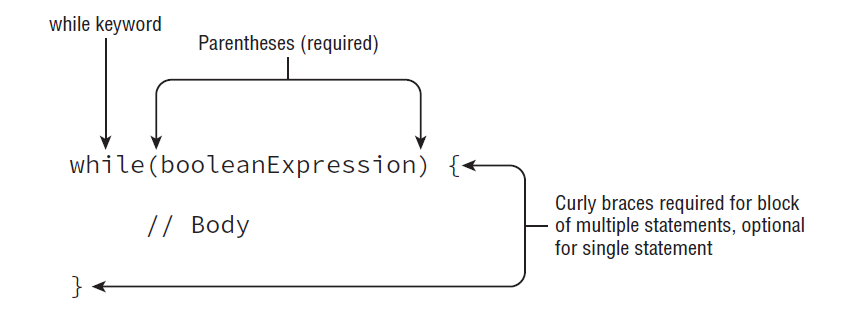 while keyword
Parentheses (required)
while(booleanExpression) {
// Body
Curly braces required for block
of multiple statements, optional
for single statement
}